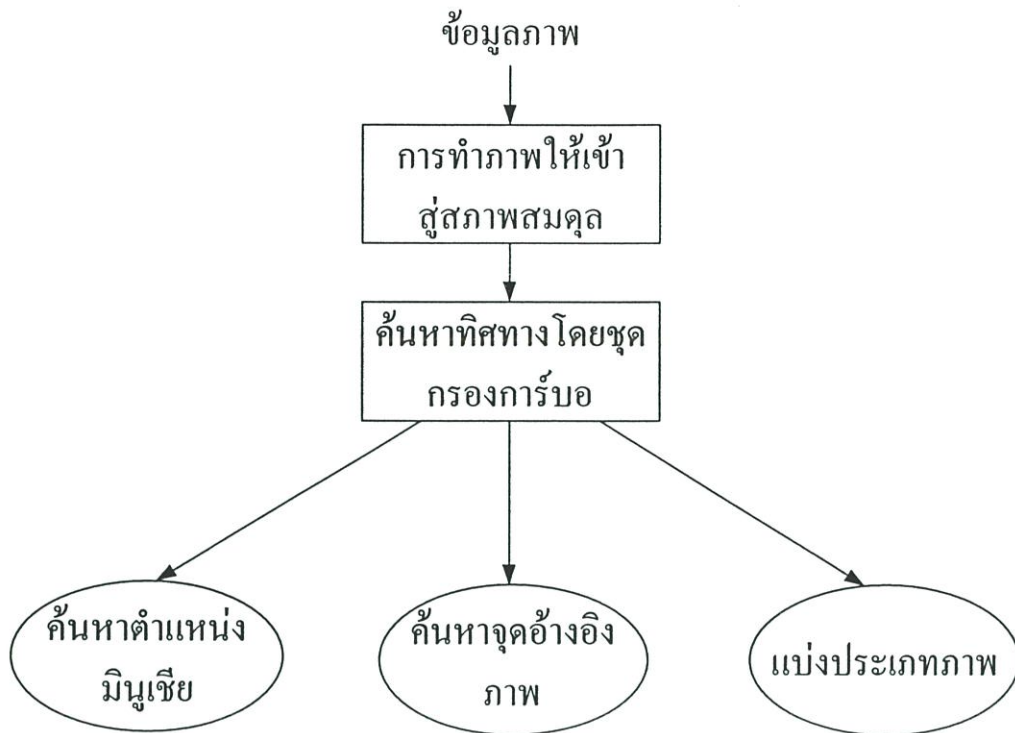 ข้อมูลภาพ
การทำภาพให้เข้า
สู่สภาพสมดุล
ค้นหาทิศทางโดยชุด
กรองการ์บอ
ค้นหาตำแหน่ง
มินูเชีย
ค้นหาจุดอ้างอิง
ภาพ
แบ่งประเภทภาพ